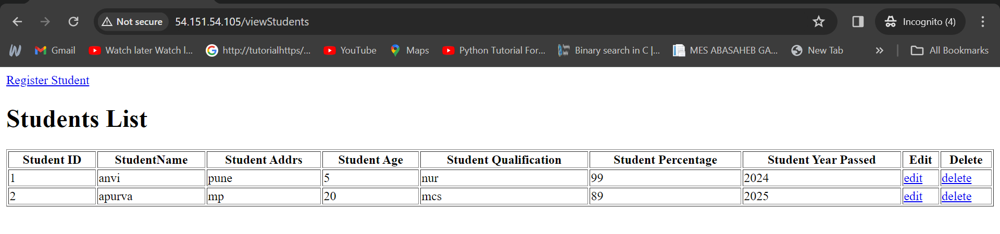 Not secure 54.151.54.105/viewStudents Incognito (4)
Gmail Watch later Watch l... http://tutorialhttps/... YouTube Maps Python Tutorial For... Binary search in C |... MES ABASAHEB GA... New Tab » All Bookmarks
Register Student
Students List
Student ID StudentName Student Addrs Student Age Student Qualification Student Percentage Student Year Passed Edit Delete
1 anvi pune 5 nur 99 2024 edit delete
2 apurva mp 20 mcs 89 2025 edit delete